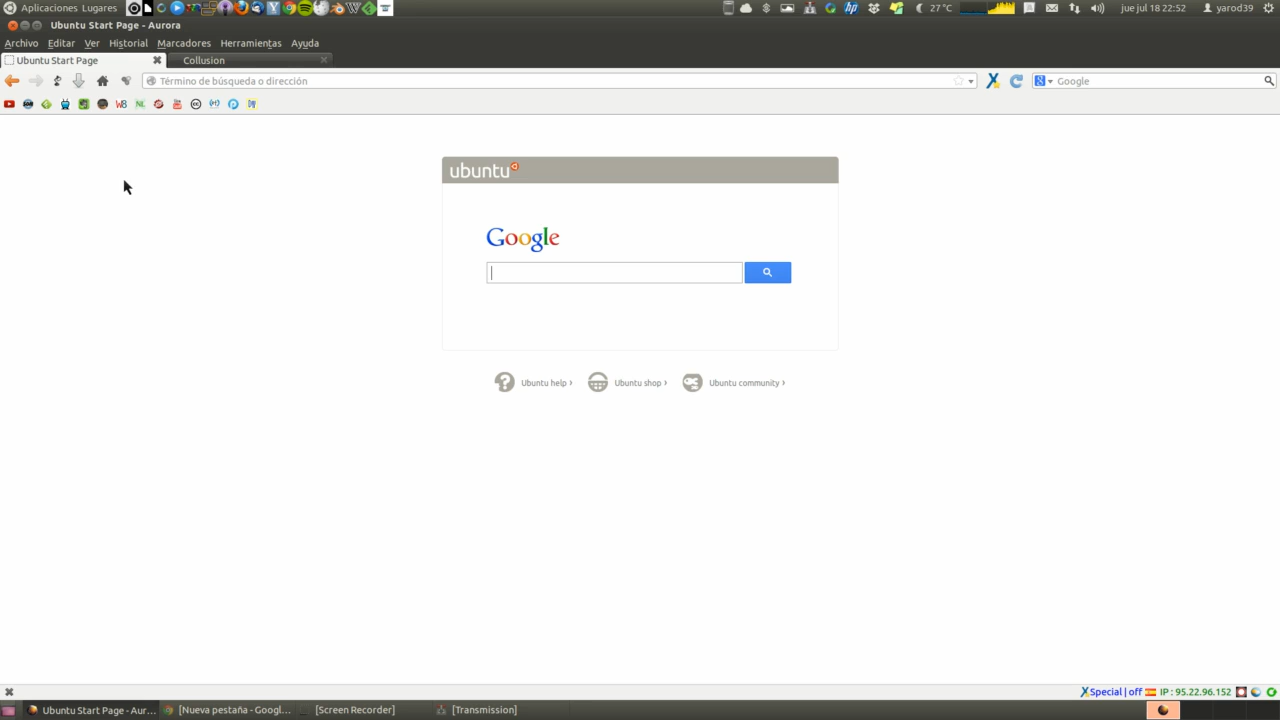 Aplicaciones Lugares
27°C
jue jul 18 22:52
yarod39
Ubuntu Start Page - Aurora
Archivo Editar Ver Historial Marcadores Herramientas Ayuda
Ubuntu Start Page
Collusion
Término de búsqueda o dirección
Google
ubuntu
Google
Ubuntu help ›
Ubuntu shop ›
Ubuntu community ›
Special | off
IP : 95.22.96.152
Ubuntu Start Page - Aur...
[Nueva pestaña - Googl...
[Screen Recorder]
[Transmission]